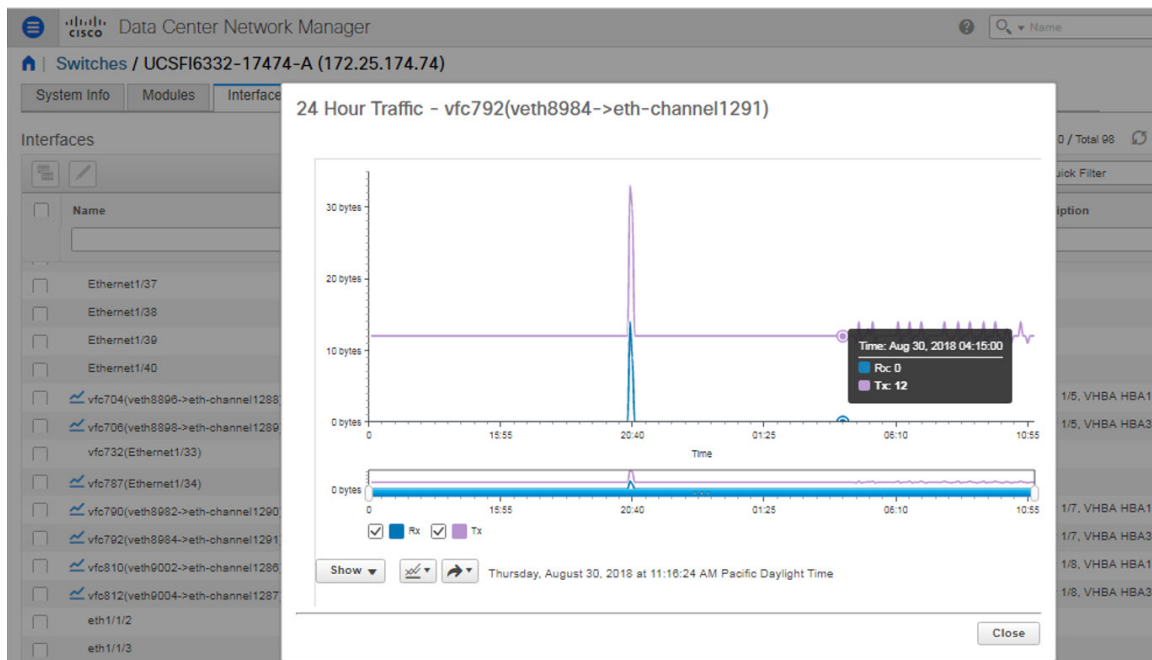 cisco Data Center Network Manager
Name
Switches / UCSFI6332-17474-A (172.25.174.74)
System Info Modules Interface
24 Hour Traffic - vfc792(veth8984->eth-channel1291)
Interfaces
0 / Total 98
uick Filter
Name
iption
30 bytes
20 bytes
10 bytes
0 bytes
0 15:55 20:40 01:25 06:10 10:55
Time
Time: Aug 30, 2018 04:15:00
Rx: 0
Tx: 12
0 bytes
0 15:55 20:40 01:25 06:10 10:55
Rx Tx
Show
Thursday, August 30, 2018 at 11:16:24 AM Pacific Daylight Time
Close
Ethernet1/37
Ethernet1/38
Ethernet1/39
Ethernet1/40
vfc704(veth8896->eth-channel1288) 1/5, VHBA HBA1
vfc706(veth8898->eth-channel1289) 1/5, VHBA HBA3
vfc732(Ethernet1/33)
vfc787(Ethernet1/34)
vfc790(veth8982->eth-channel1290) 1/7, VHBA HBA1
vfc792(veth8984->eth-channel1291) 1/7, VHBA HBA3
vfc810(veth9002->eth-channel1286) 1/8, VHBA HBA1
vfc812(veth9004->eth-channel1287) 1/8, VHBA HBA3
eth1/1/2
eth1/1/3